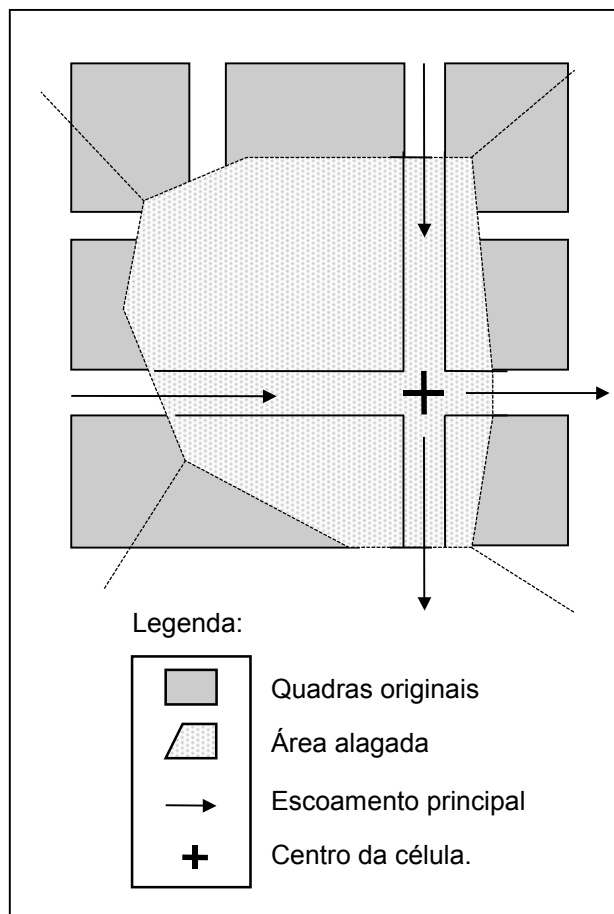 Legenda:
Quadras originais
Área alagada
Escoamento principal
Centro da célula.